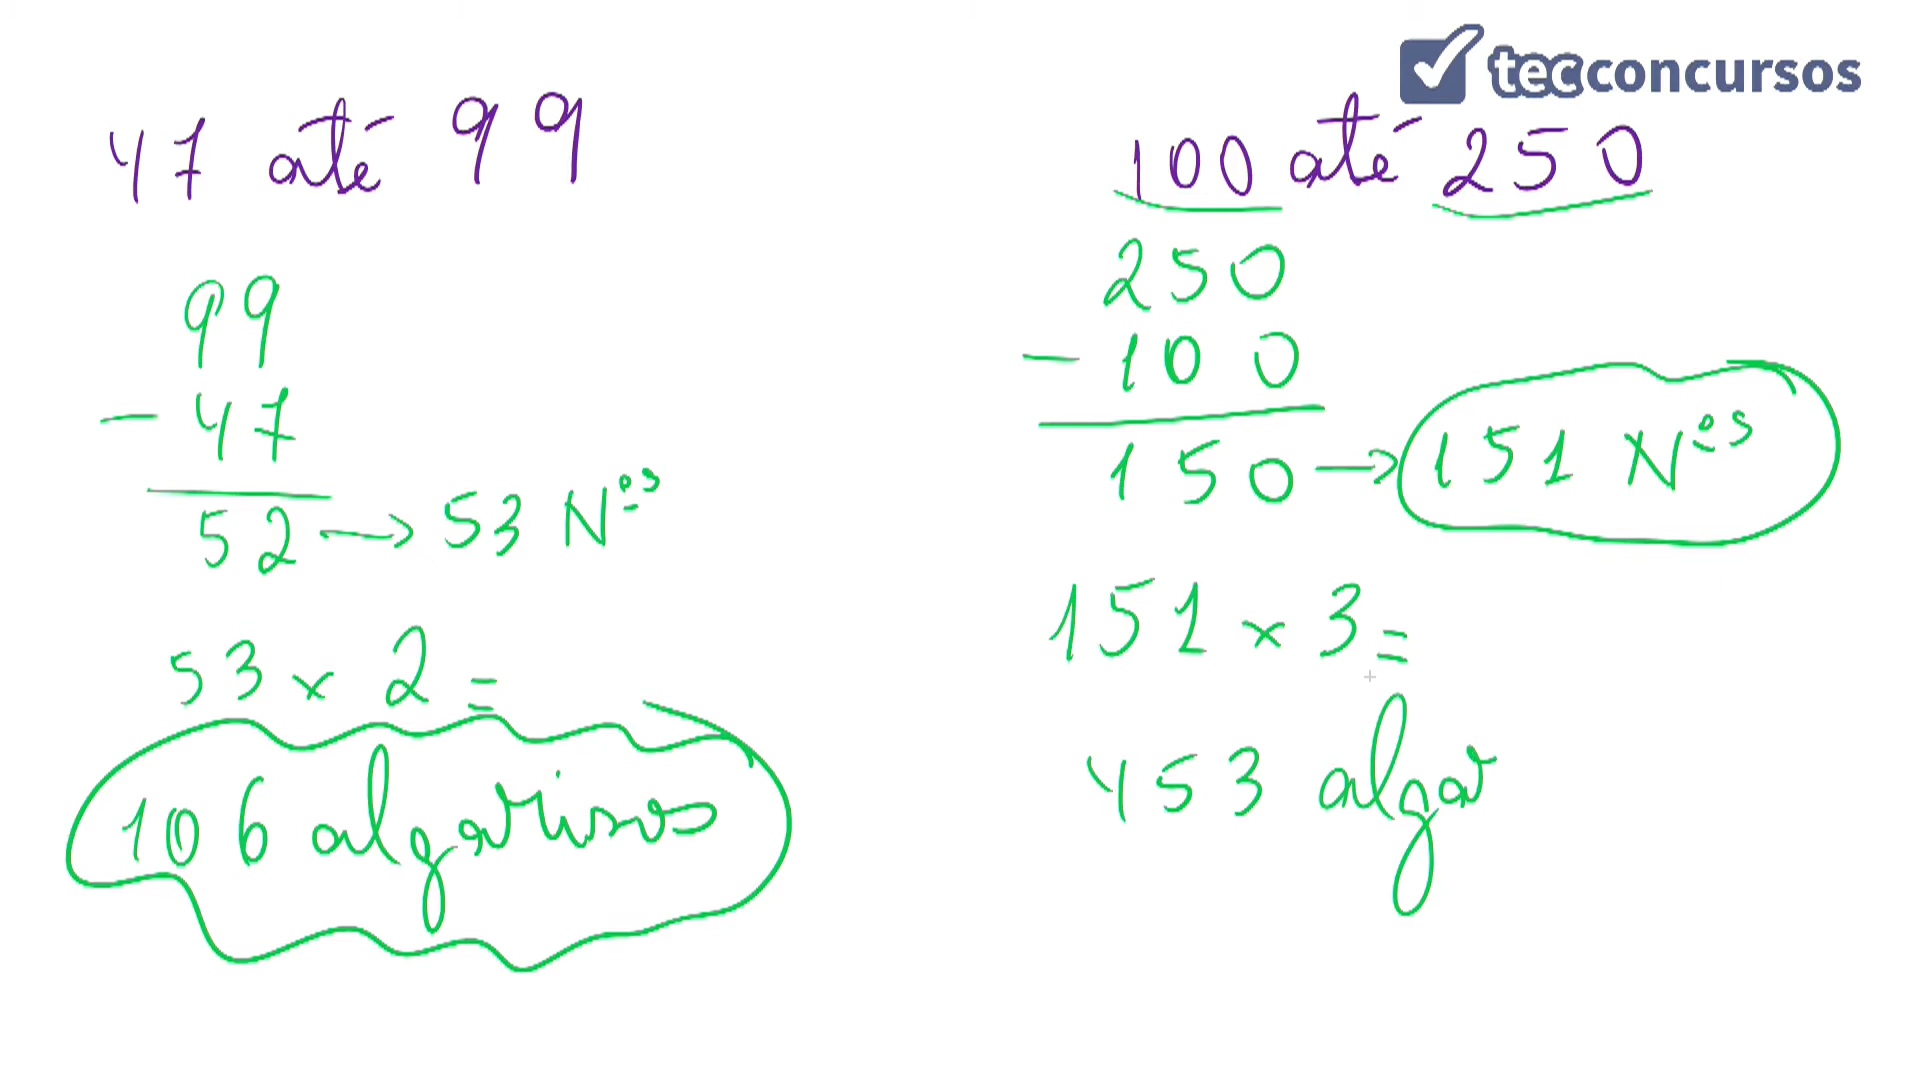 tecconcursos
47 até 99
99
- 47
52 → 53 Nºs
53 x 2 =
106 algarismos
100 até 250
250
- 100
150 → 151 Nºs
151 x 3 =
453 algar